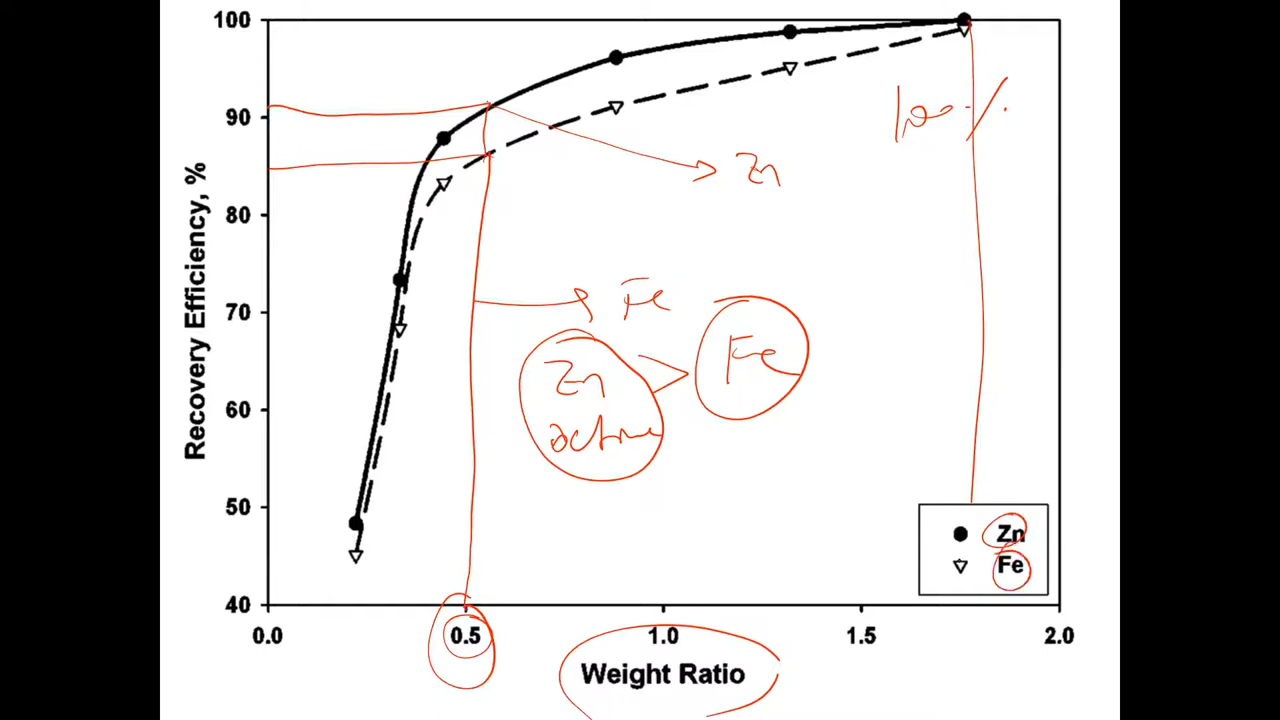 100
90
80
70
60
50
40
Recovery Efficiency, %
0.0 0.5 1.0 1.5 2.0
Weight Ratio
Zn
Fe
100 %
Zn
Fe
Zn > Fe
active